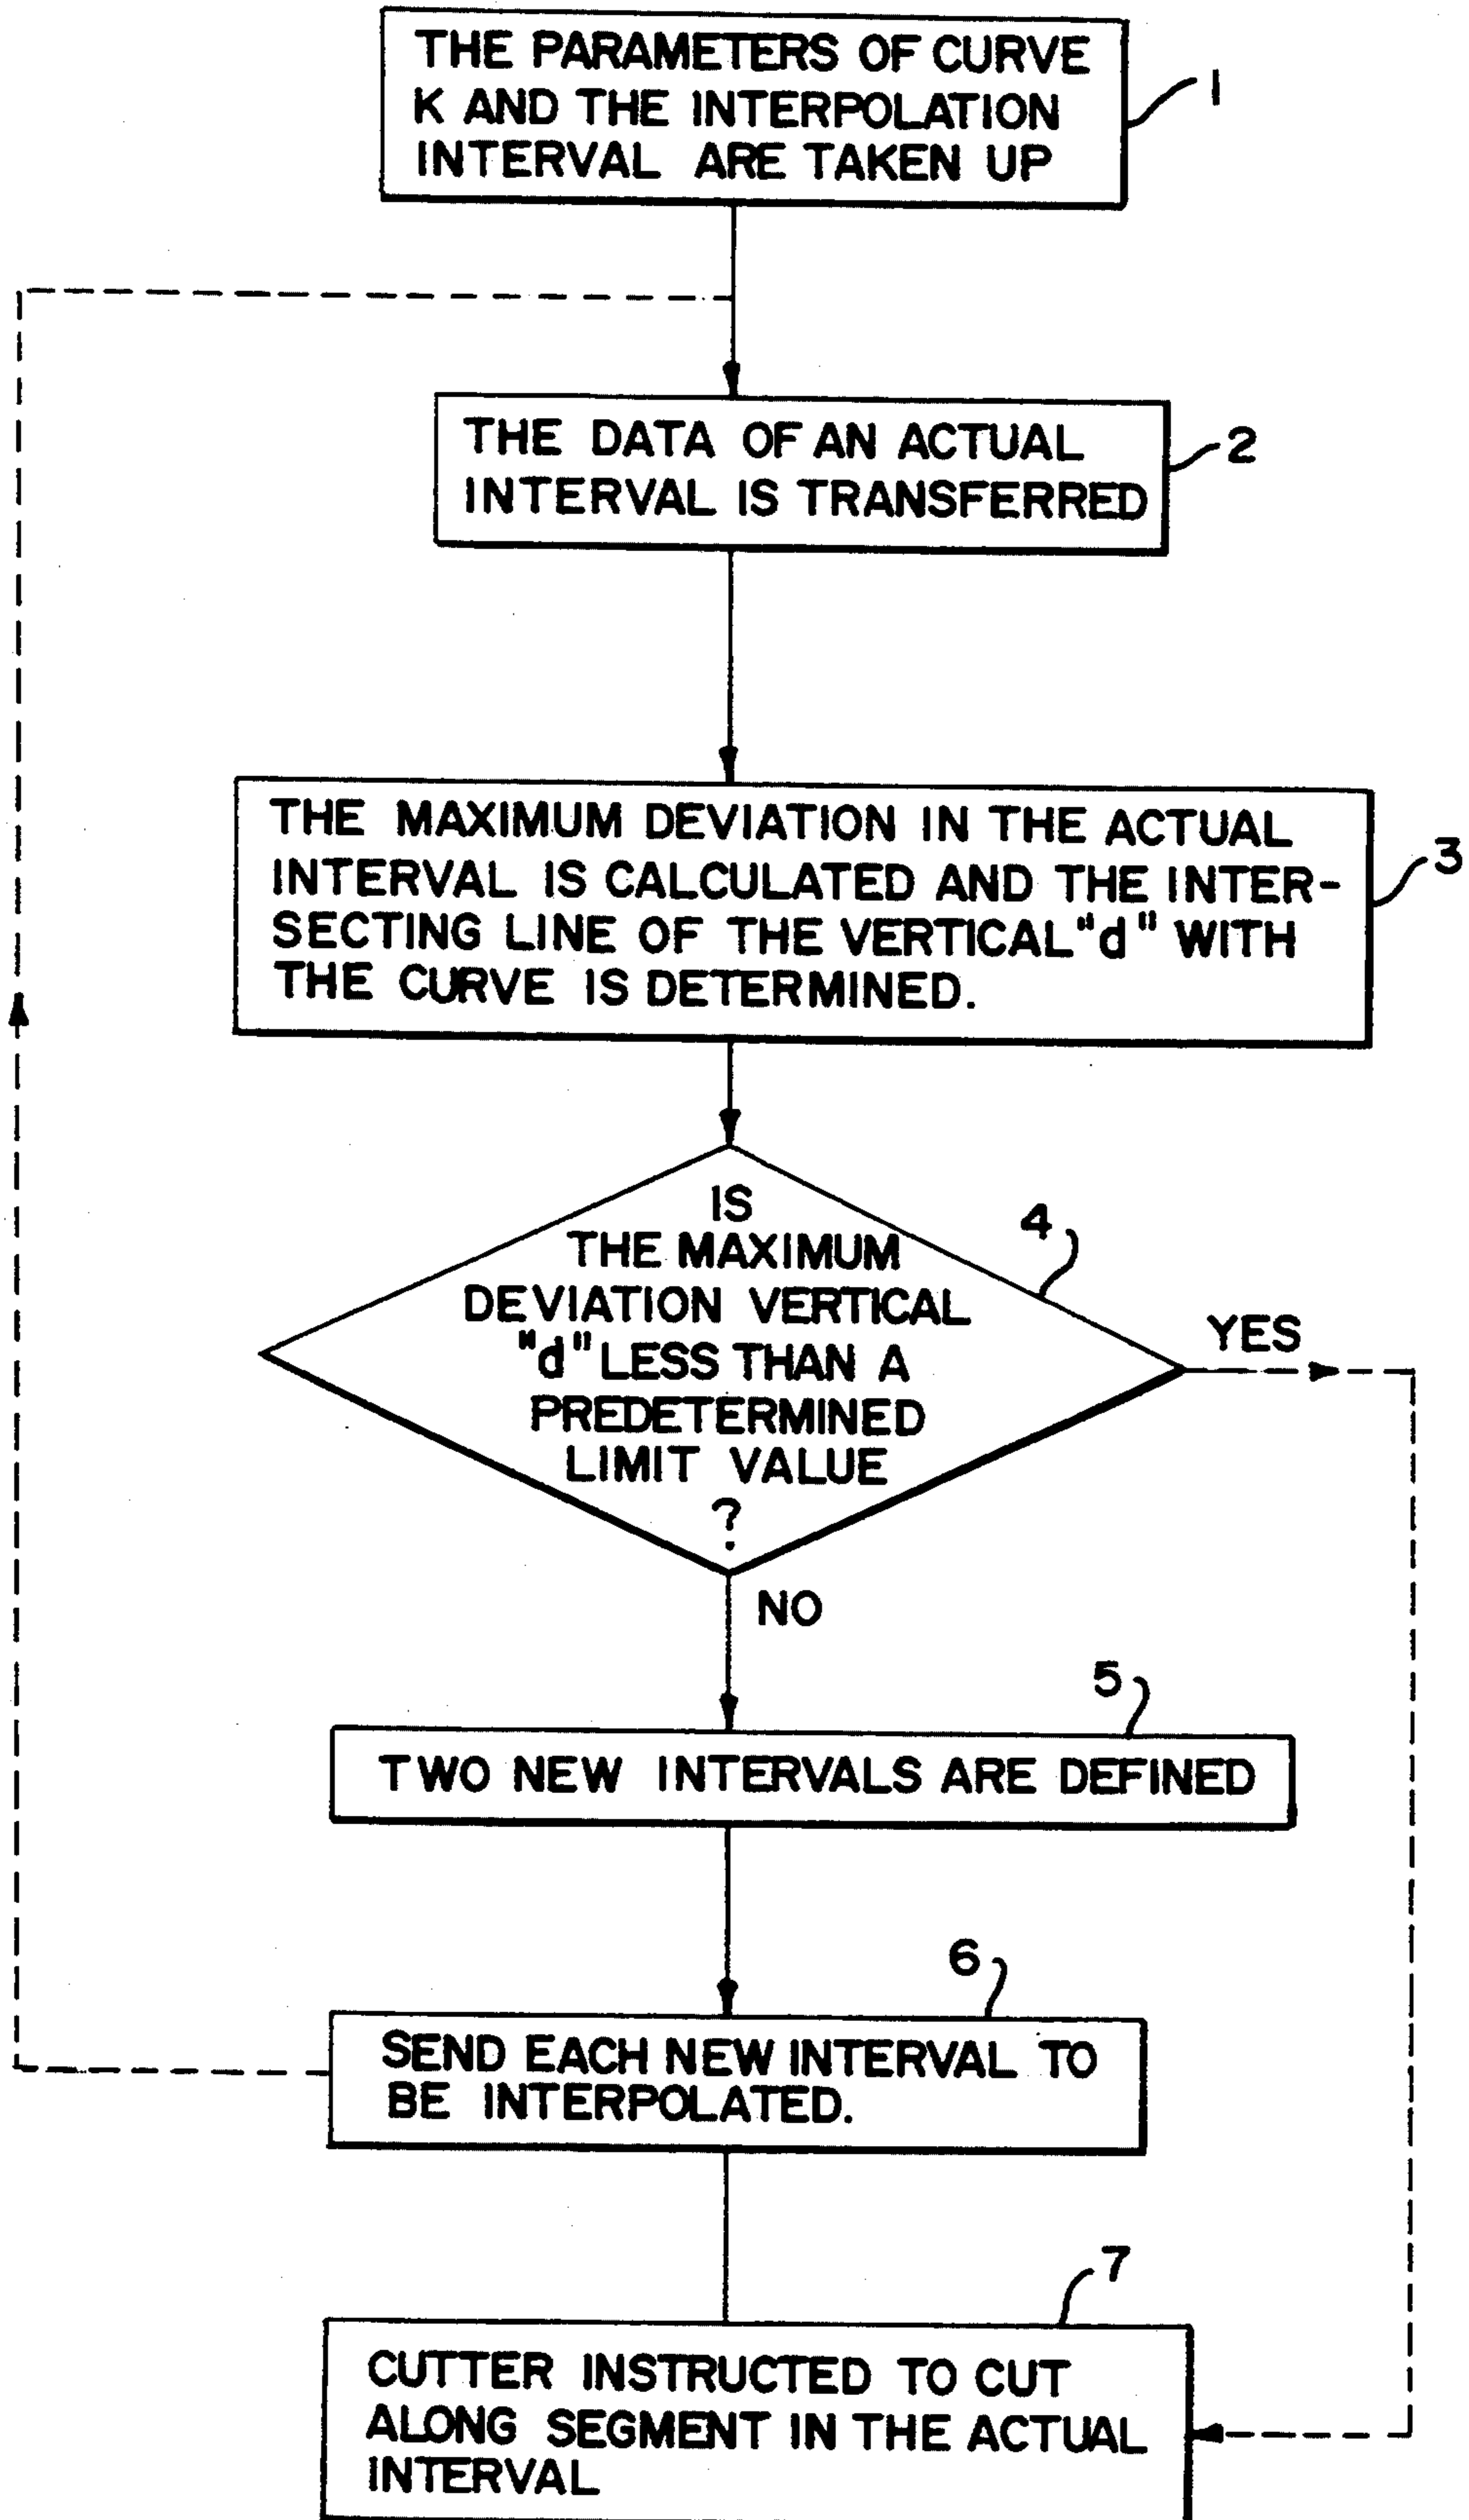 THE PARAMETERS OF CURVE
K AND THE INTERPOLATION
INTERVAL ARE TAKEN UP
1
THE DATA OF AN ACTUAL
INTERVAL IS TRANSFERRED
2
THE MAXIMUM DEVIATION IN THE ACTUAL
INTERVAL IS CALCULATED AND THE INTER-
SECTING LINE OF THE VERTICAL "d" WITH
THE CURVE IS DETERMINED.
3
IS
THE MAXIMUM
DEVIATION VERTICAL
"d" LESS THAN A
PREDETERMINED
LIMIT VALUE
?
4
YES
NO
5
TWO NEW INTERVALS ARE DEFINED
6
SEND EACH NEW INTERVAL TO
BE INTERPOLATED.
7
CUTTER INSTRUCTED TO CUT
ALONG SEGMENT IN THE ACTUAL
INTERVAL